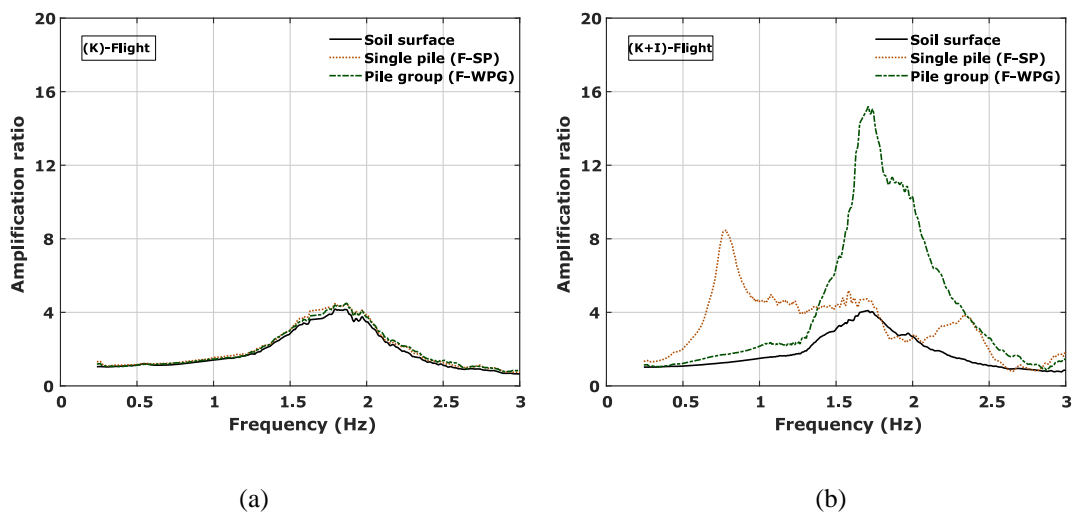 (K)-Flight
Soil surface
Single pile (F-SP)
Pile group (F-WPG)
Amplification ratio
20
16
12
8
4
0
0 0.5 1 1.5 2 2.5 3
Frequency (Hz)
(a)
(K+I)-Flight
Soil surface
Single pile (F-SP)
Pile group (F-WPG)
Amplification ratio
20
16
12
8
4
0
0 0.5 1 1.5 2 2.5 3
Frequency (Hz)
(b)